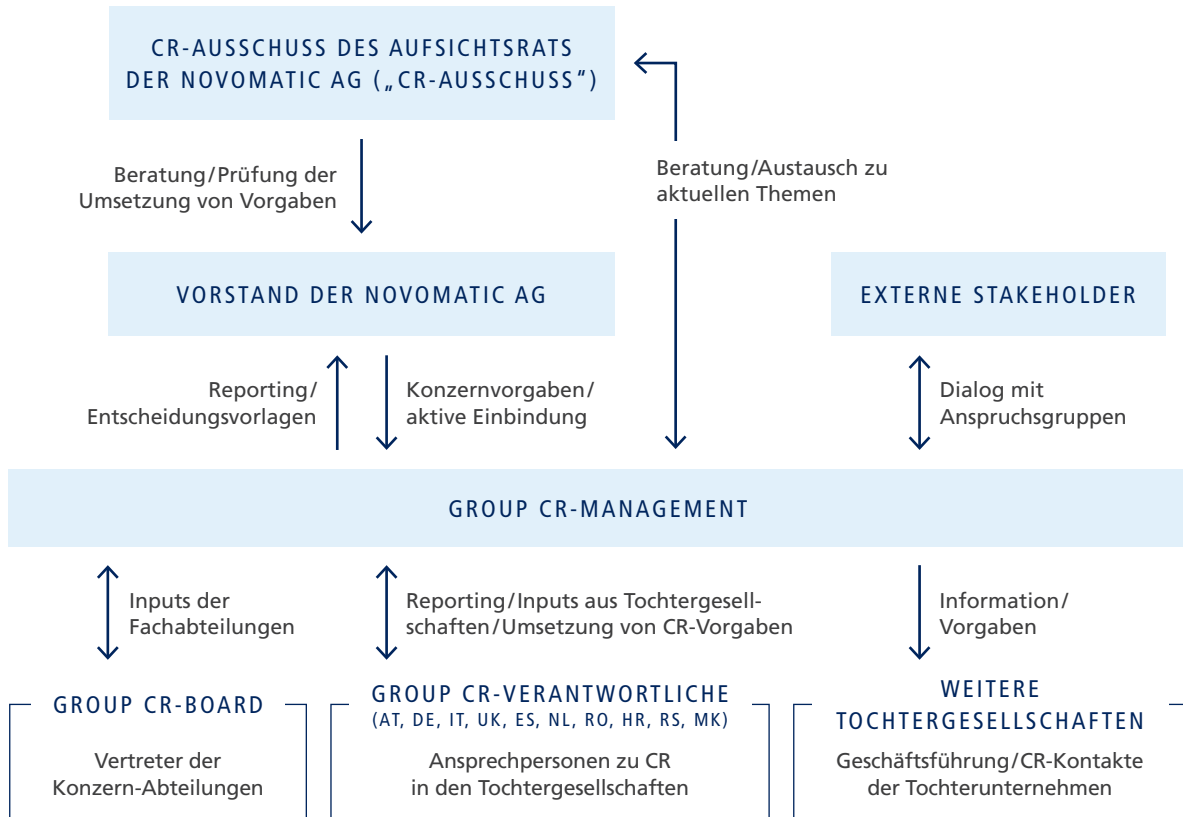 CR-AUSSCHUSS DES AUFSICHTSRATS
DER NOVOMATIC AG („CR-AUSSCHUSS“)
Beratung/Prüfung der
Umsetzung von Vorgaben
Beratung/Austausch zu
aktuellen Themen
VORSTAND DER NOVOMATIC AG
EXTERNE STAKEHOLDER
Reporting/
Entscheidungsvorlagen
Konzernvorgaben/
aktive Einbindung
Dialog mit
Anspruchsgruppen
GROUP CR-MANAGEMENT
Inputs der
Fachabteilungen
Reporting/Inputs aus Tochtergesell-
schaften/Umsetzung von CR-Vorgaben
Information/
Vorgaben
GROUP CR-BOARD
Vertreter der
Konzern-Abteilungen
GROUP CR-VERANTWORTLICHE
(AT, DE, IT, UK, ES, NL, RO, HR, RS, MK)
Ansprechpersonen zu CR
in den Tochtergesellschaften
WEITERE
TOCHTERGESELLSCHAFTEN
Geschäftsführung/CR-Kontakte
der Tochterunternehmen